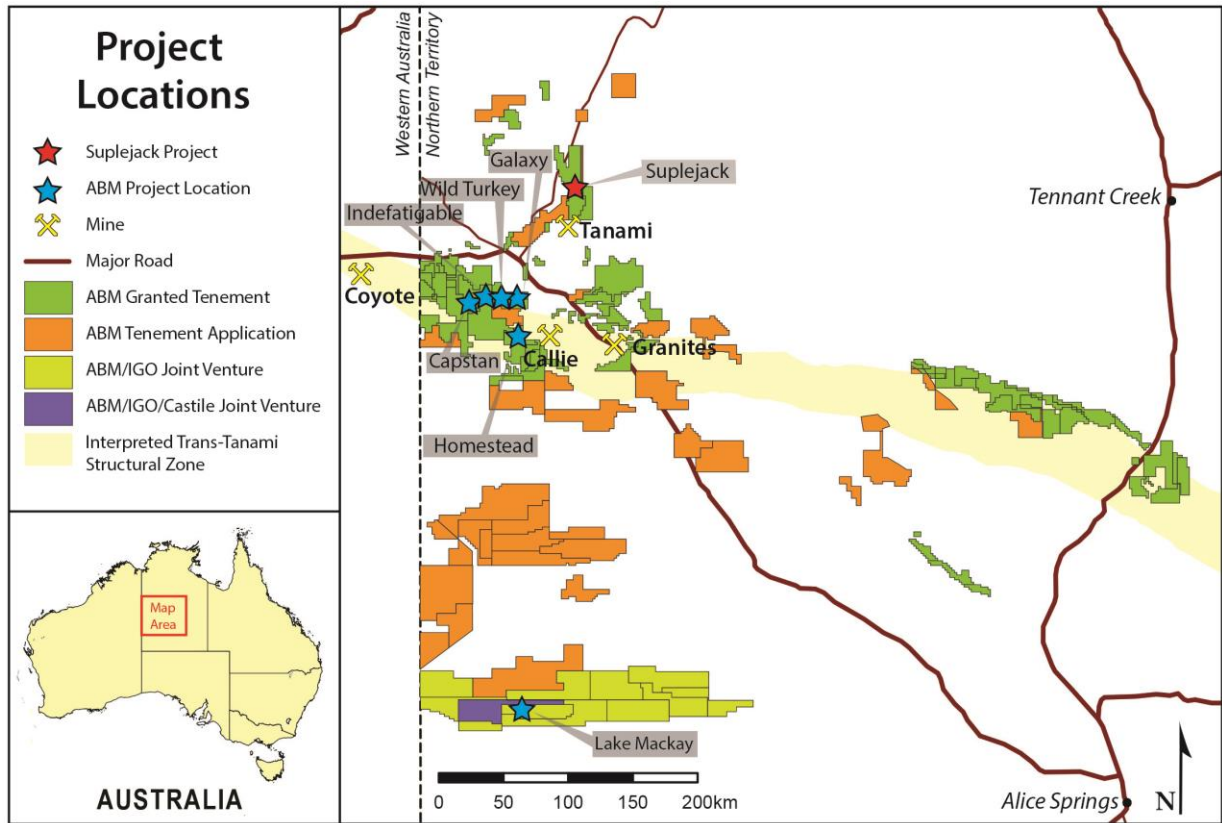 Project
Locations
Suplejack Project
ABM Project Location
Mine
Major Road
ABM Granted Tenement
ABM Tenement Application
ABM/IGO Joint Venture
ABM/IGO/Castile Joint Venture
Interpreted Trans-Tanami
Structural Zone
Map
Area
AUSTRALIA
Western Australia
Northern Territory
Galaxy
Suplejack
Wild Turkey
Indefatigable
Tennant Creek
Tanami
Coyote
Capstan
Callie
Granites
Homestead
Lake Mackay
0 50 100 200km
Alice Springs
N